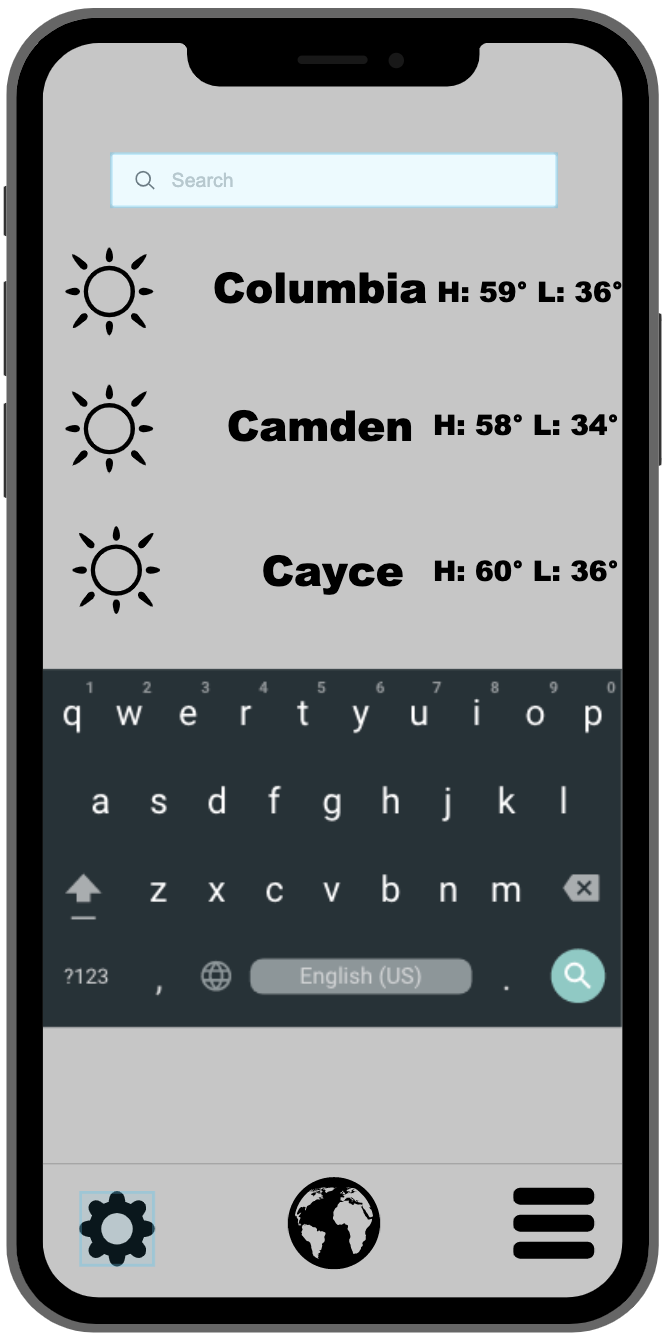 Search
Columbia H: 59° L: 36°
Camden H: 58° L: 34°
Cayce H: 60° L: 36°
1 2 3 4 5 6 7 8 9 0
q w e r t y u i o p
a s d f g h j k l
z x c v b n m
?123 , English (US) .